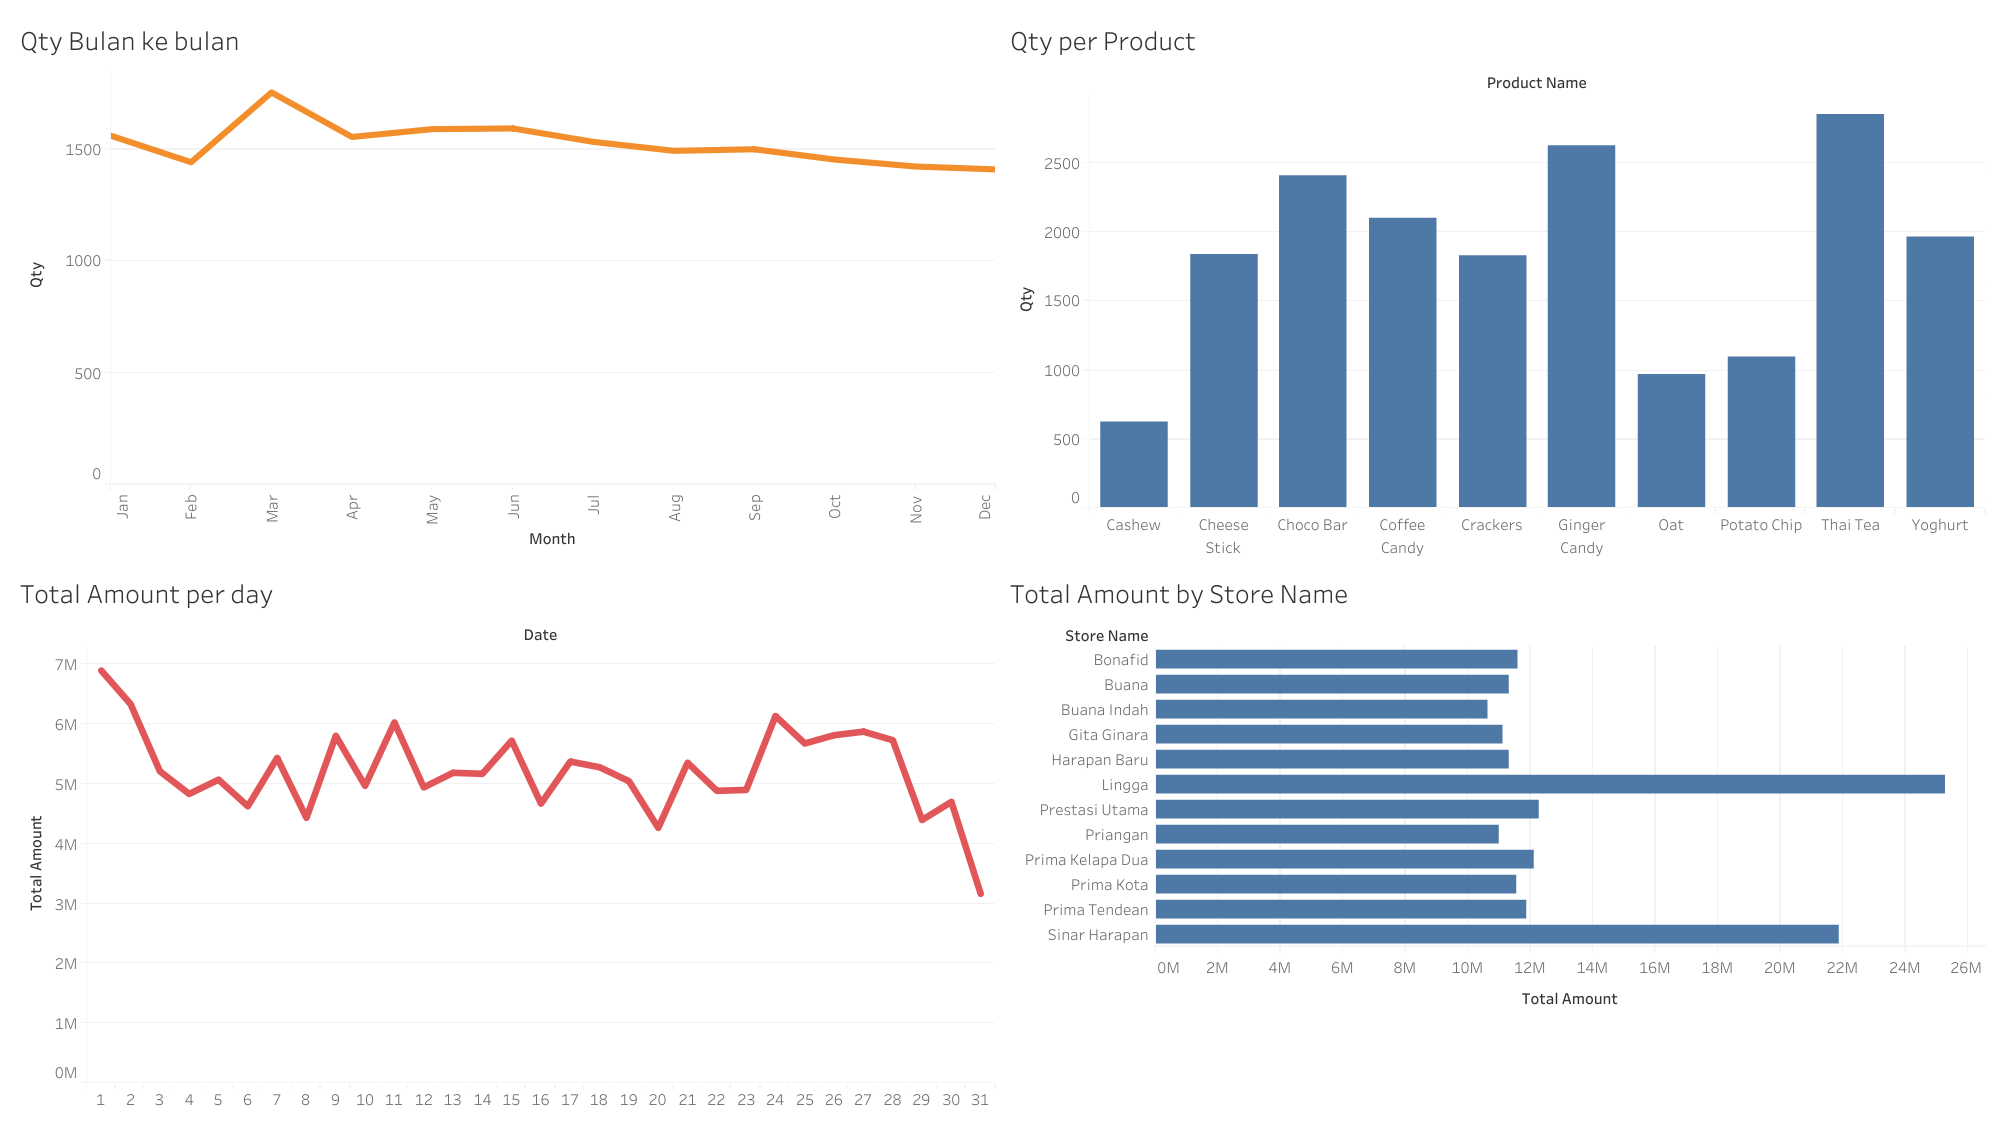 Qty Bulan ke bulan
Qty
1500
1000
500
0
Jan Feb Mar Apr May Jun Jul Aug Sep Oct Nov Dec
Month
Qty per Product
Product Name
Qty
2500
2000
1500
1000
500
0
Cashew Cheese Stick Choco Bar Coffee Candy Crackers Ginger Candy Oat Potato Chip Thai Tea Yoghurt
Total Amount per day
Date
Total Amount
7M
6M
5M
4M
3M
2M
1M
0M
1 2 3 4 5 6 7 8 9 10 11 12 13 14 15 16 17 18 19 20 21 22 23 24 25 26 27 28 29 30 31
Total Amount by Store Name
Store Name
Bonafid
Buana
Buana Indah
Gita Ginara
Harapan Baru
Lingga
Prestasi Utama
Priangan
Prima Kelapa Dua
Prima Kota
Prima Tendean
Sinar Harapan
0M 2M 4M 6M 8M 10M 12M 14M 16M 18M 20M 22M 24M 26M
Total Amount